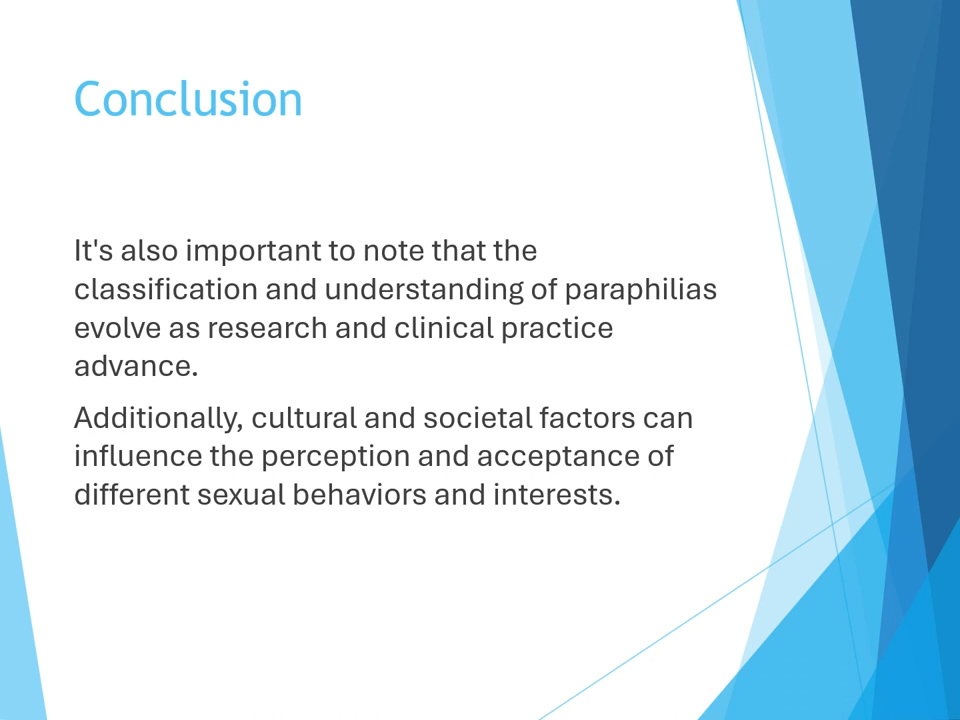 Conclusion
It's also important to note that the
classification and understanding of paraphilias
evolve as research and clinical practice
advance.
Additionally, cultural and societal factors can
influence the perception and acceptance of
different sexual behaviors and interests.